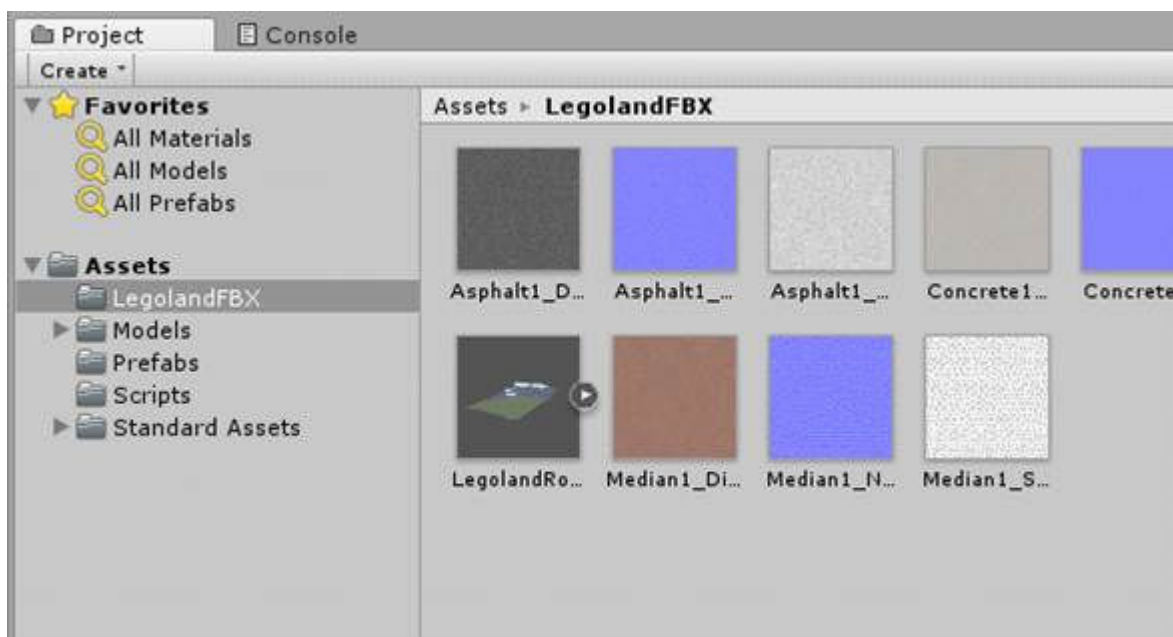 Project
Console
Create
Favorites
All Materials
All Models
All Prefabs
Assets
LegolandFBX
Models
Prefabs
Scripts
Standard Assets
Assets ▸ LegolandFBX
Asphalt1_D... Asphalt1_... Asphalt1_... Concrete1... Concrete
LegolandRo... Median1_Di... Median1_N... Median1_S...